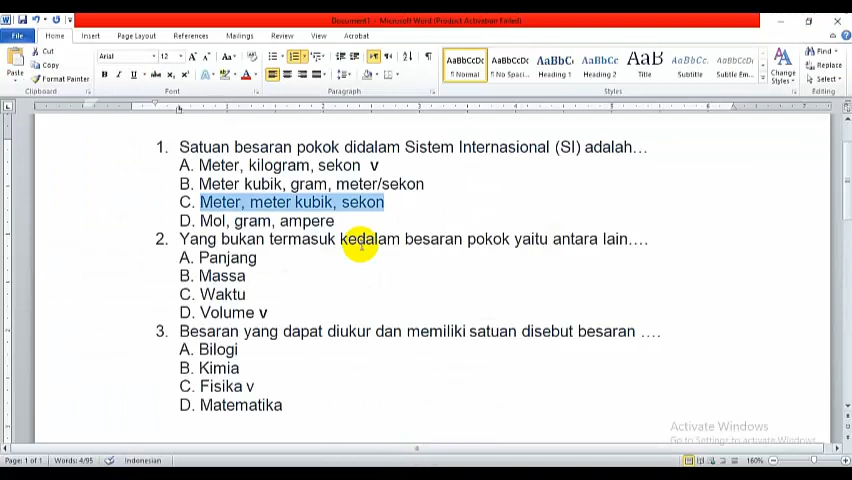 Document1 - Microsoft Word (Product Activation Failed)
File Home Insert Page Layout References Mailings Review View Acrobat
Paste Cut Copy Format Painter Clipboard
Arial 12 Font
Paragraph
AaBbCcDc ¶ Normal AaBbCcDc ¶ No Spaci... AaBbC Heading 1 AaBbCc Heading 2 AaB Title AaBbCc. Subtitle AaBbCcDc Subtle Em... Change Styles Styles
Find Replace Select Editing
1. Satuan besaran pokok didalam Sistem Internasional (SI) adalah…
A. Meter, kilogram, sekon v
B. Meter kubik, gram, meter/sekon
C. Meter, meter kubik, sekon
D. Mol, gram, ampere
2. Yang bukan termasuk kedalam besaran pokok yaitu antara lain….
A. Panjang
B. Massa
C. Waktu
D. Volume v
3. Besaran yang dapat diukur dan memiliki satuan disebut besaran ….
A. Bilogi
B. Kimia
C. Fisika v
D. Matematika
Activate Windows
Go to Settings to activate Windows.
Page: 1 of 1 Words: 4/95 Indonesian 160%